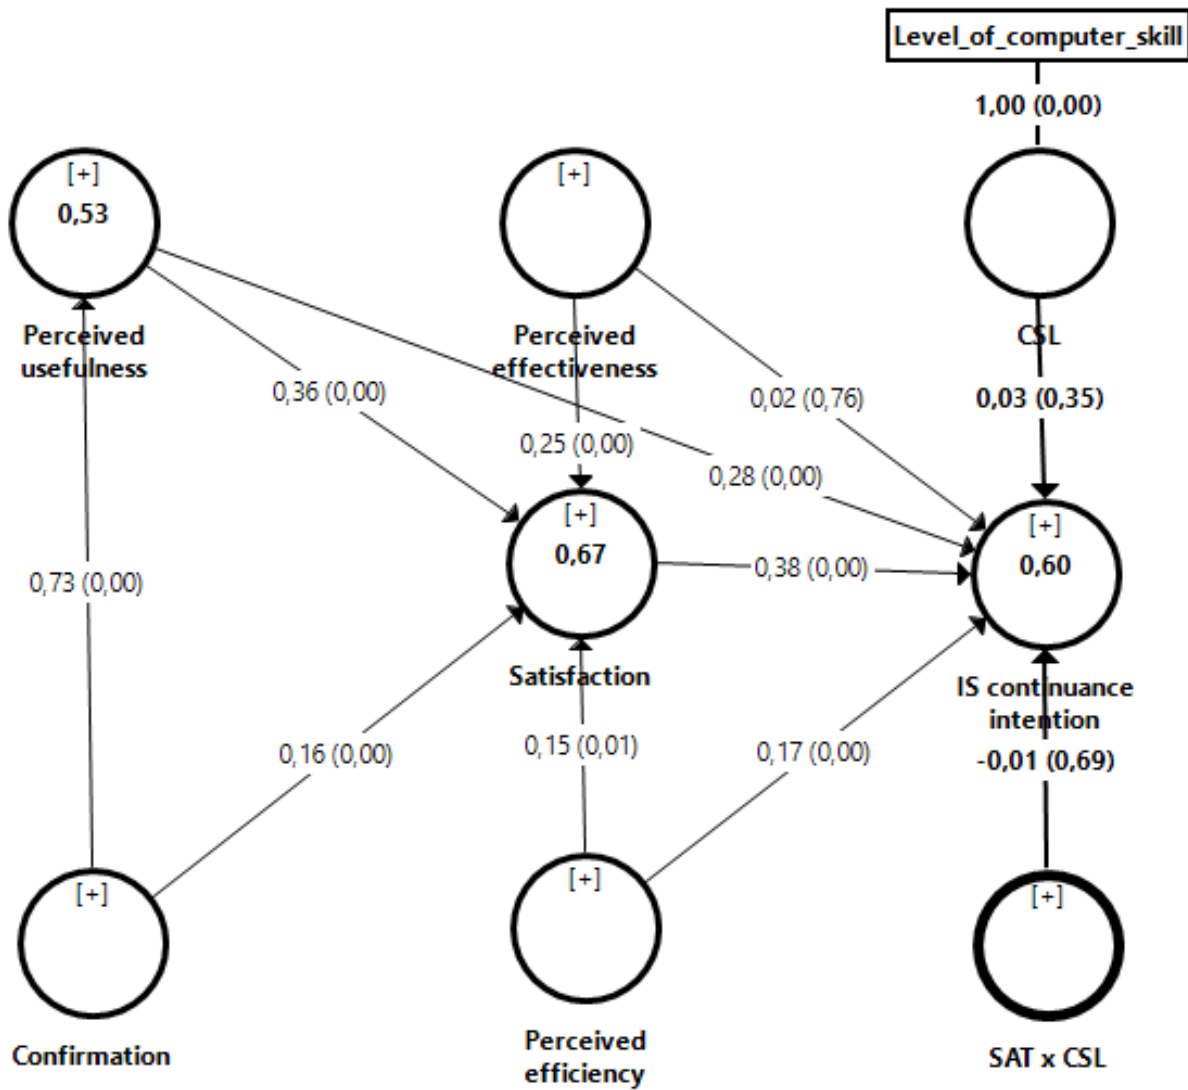 Level_of_computer_skill
1,00 (0,00)
[+]
0,53
[+]
Perceived
usefulness
Perceived
effectiveness
CSL
0,36 (0,00)
0,02 (0,76)
0,03 (0,35)
0,25 (0,00)
0,28 (0,00)
[+]
0,67
[+]
0,60
0,73 (0,00)
0,38 (0,00)
Satisfaction
IS continuance
intention
0,16 (0,00)
0,15 (0,01)
0,17 (0,00)
-0,01 (0,69)
[+]
[+]
[+]
Confirmation
Perceived
efficiency
SAT x CSL